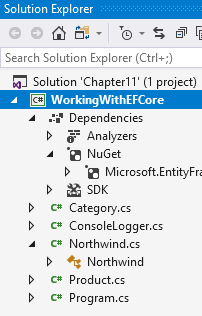 Solution Explorer
Search Solution Explorer (Ctrl+;)
Solution 'Chapter11' (1 project)
C# WorkingWithEFCore
Dependencies
Analyzers
NuGet
Microsoft.EntityFra
SDK
C# Category.cs
C# ConsoleLogger.cs
C# Northwind.cs
Northwind
C# Product.cs
C# Program.cs